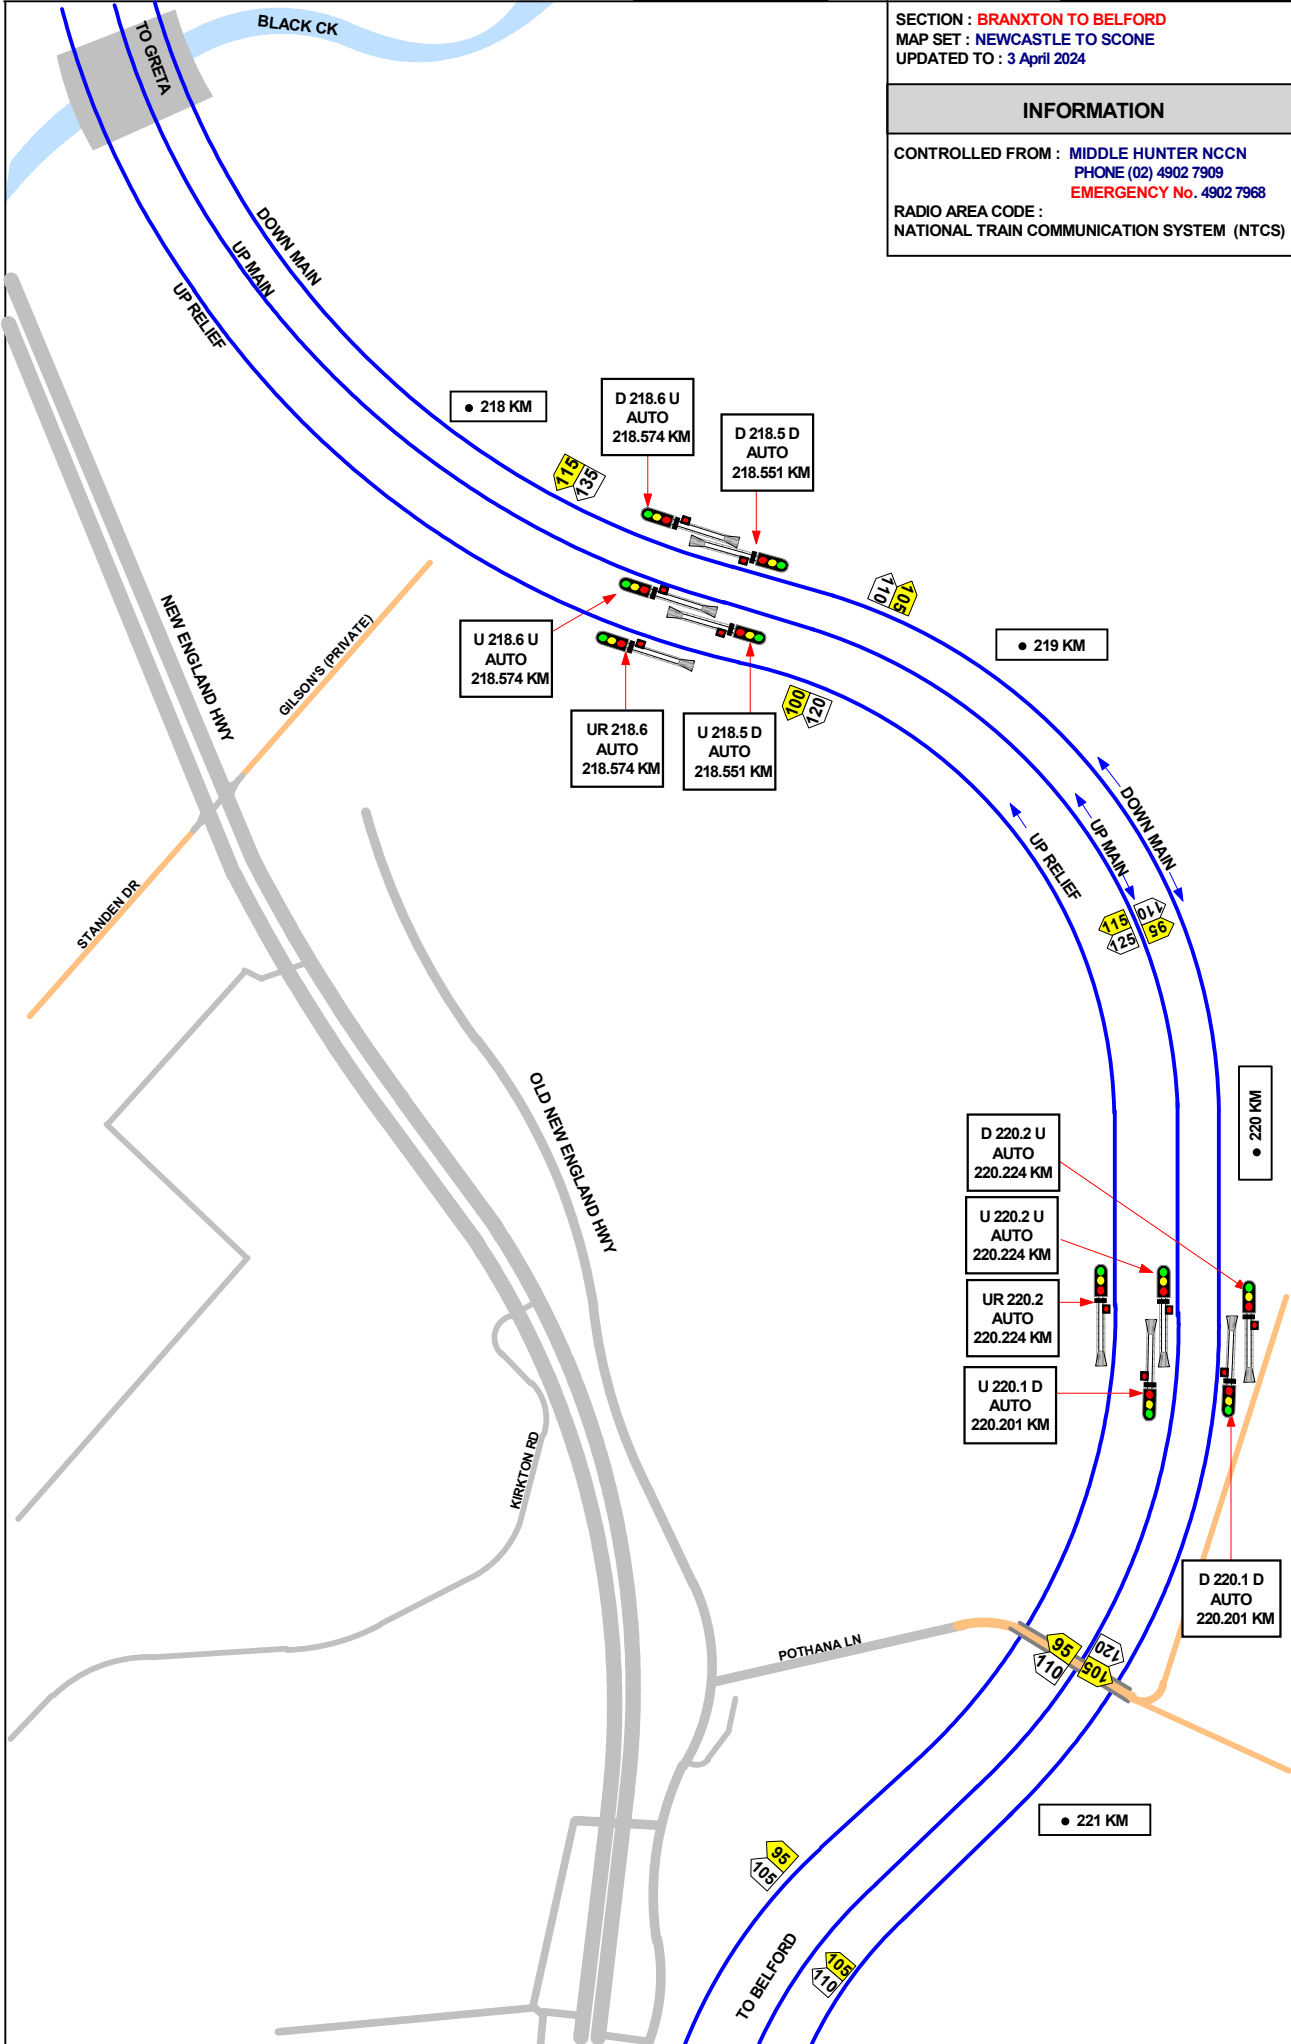 SECTION : BRANXTON TO BELFORD
MAP SET : NEWCASTLE TO SCONE
UPDATED TO : 3 April 2024
INFORMATION
CONTROLLED FROM : MIDDLE HUNTER NCCN
PHONE (02) 4902 7909
EMERGENCY No. 4902 7968
RADIO AREA CODE :
NATIONAL TRAIN COMMUNICATION SYSTEM (NTCS)
BLACK CK
TO GRETA
DOWN MAIN
UP MAIN
UP RELIEF
• 218 KM
D 218.6 U
AUTO
218.574 KM
D 218.5 D
AUTO
218.551 KM
115
135
110
105
• 219 KM
U 218.6 U
AUTO
218.574 KM
UR 218.6
AUTO
218.574 KM
U 218.5 D
AUTO
218.551 KM
100
120
NEW ENGLAND HWY
GILSON'S (PRIVATE)
STANDEN DR
DOWN MAIN
UP MAIN
UP RELIEF
115
125
110
95
OLD NEW ENGLAND HWY
• 220 KM
D 220.2 U
AUTO
220.224 KM
U 220.2 U
AUTO
220.224 KM
UR 220.2
AUTO
220.224 KM
U 220.1 D
AUTO
220.201 KM
D 220.1 D
AUTO
220.201 KM
KIRKTON RD
POTHANA LN
95
110
120
105
• 221 KM
95
105
105
110
TO BELFORD